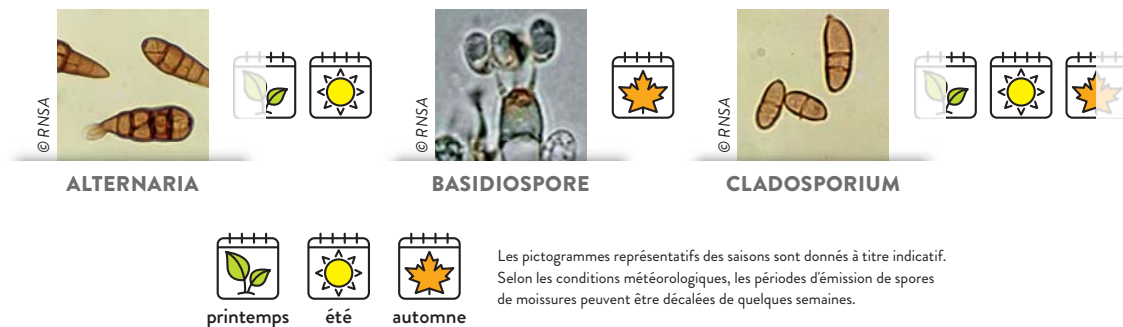 ©RNSA
©RNSA
©RNSA
ALTERNARIA
BASIDIOSPORE
CLADOSPORIUM
printemps
été
automne
Les pictogrammes représentatifs des saisons sont donnés à titre indicatif.
Selon les conditions météorologiques, les périodes d'émission de spores
de moissures peuvent être décalées de quelques semaines.